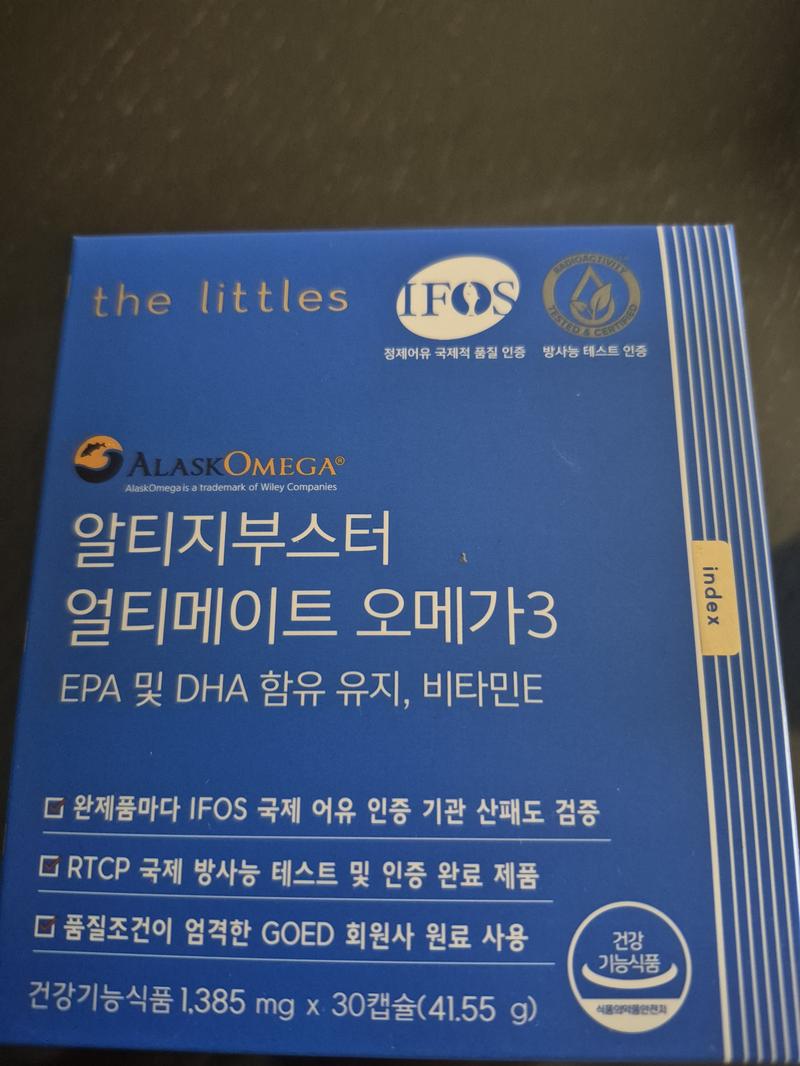 the littles
IFOS
정제어유 국제적 품질 인증
RADIOACTIVITY
TESTED & CERTIFIED
방사능 테스트 인증
ALASKOMEGA®
AlaskOmega is a trademark of Wiley Companies
알티지부스터
얼티메이트 오메가3
EPA 및 DHA 함유 유지, 비타민E
index
완제품마다 IFOS 국제 어유 인증 기관 산패도 검증
RTCP 국제 방사능 테스트 및 인증 완료 제품
품질조건이 엄격한 GOED 회원사 원료 사용
건강기능식품 1,385 mg x 30캡슐(41.55 g)
건강
기능식품
식품의약품안전처